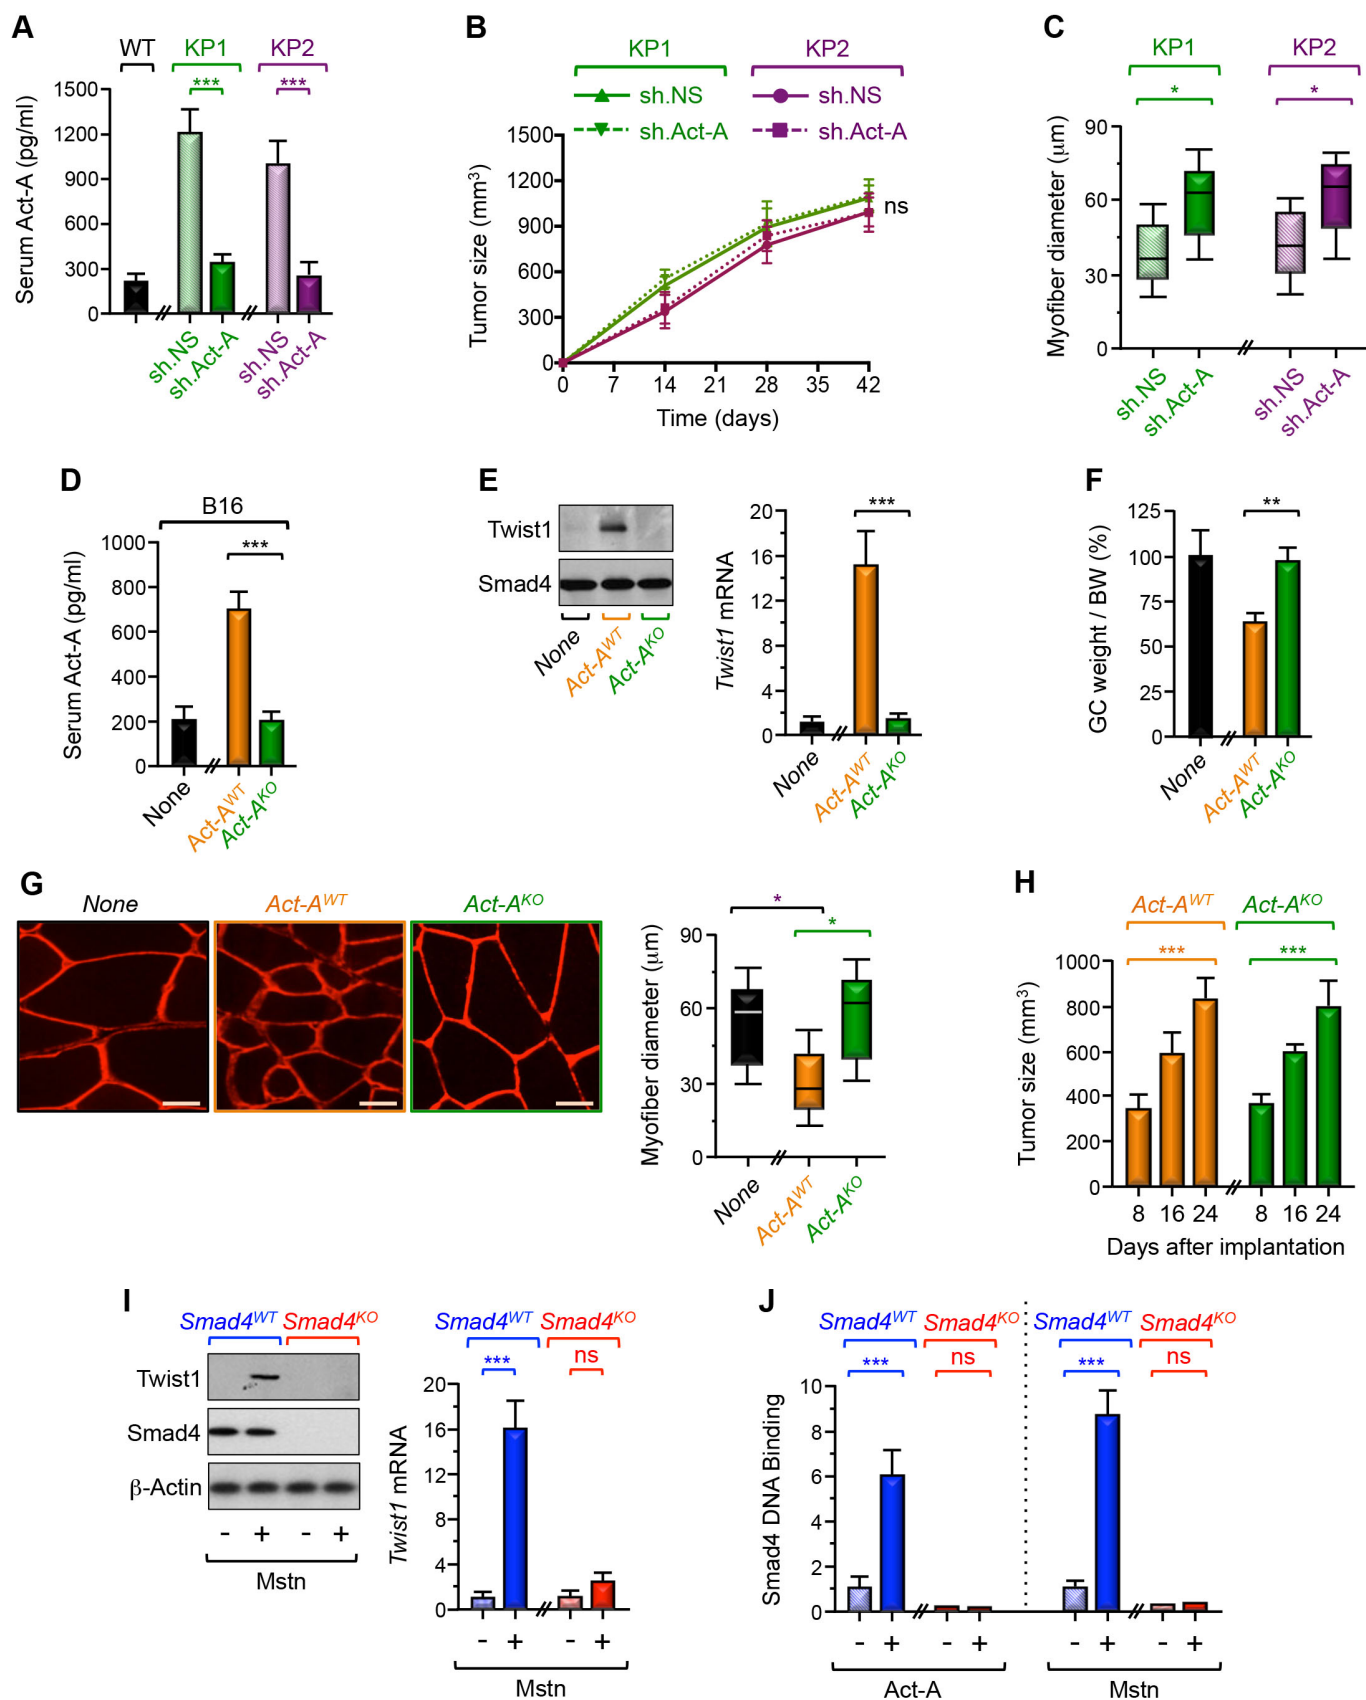 A
WT KP1 KP2
*** ***
Serum Act-A (pg/ml)
1500
1200
900
600
300
0
sh.NS
sh.Act-A
sh.NS
sh.Act-A
B
KP1 KP2
sh.NS sh.NS
sh.Act-A sh.Act-A
Tumor size (mm³)
1500
1200
900
600
300
0
ns
0 7 14 21 28 35 42
Time (days)
C
KP1 KP2
* *
Myofiber diameter (μm)
90
60
30
0
sh.NS
sh.Act-A
sh.NS
sh.Act-A
D
B16
***
Serum Act-A (pg/ml)
1000
800
600
400
200
0
None
Act-A^WT
Act-A^KO
E
Twist1
Smad4
None
Act-A^WT
Act-A^KO
***
Twist1 mRNA
20
16
12
8
4
0
None
Act-A^WT
Act-A^KO
F
**
GC weight / BW (%)
125
100
75
50
25
0
None
Act-A^WT
Act-A^KO
G
None Act-A^WT Act-A^KO
*
*
Myofiber diameter (μm)
90
60
30
0
None
Act-A^WT
Act-A^KO
H
Act-A^WT Act-A^KO
*** ***
Tumor size (mm³)
1000
800
600
400
200
0
8 16 24 8 16 24
Days after implantation
I
Smad4^WT Smad4^KO
Twist1
Smad4
β-Actin
- + - +
Mstn
Smad4^WT Smad4^KO
*** ns
Twist1 mRNA
20
16
12
8
4
0
- + - +
Mstn
J
Smad4^WT Smad4^KO Smad4^WT Smad4^KO
*** ns *** ns
Smad4 DNA Binding
10
8
6
4
2
0
- + - + - + - +
Act-A Mstn